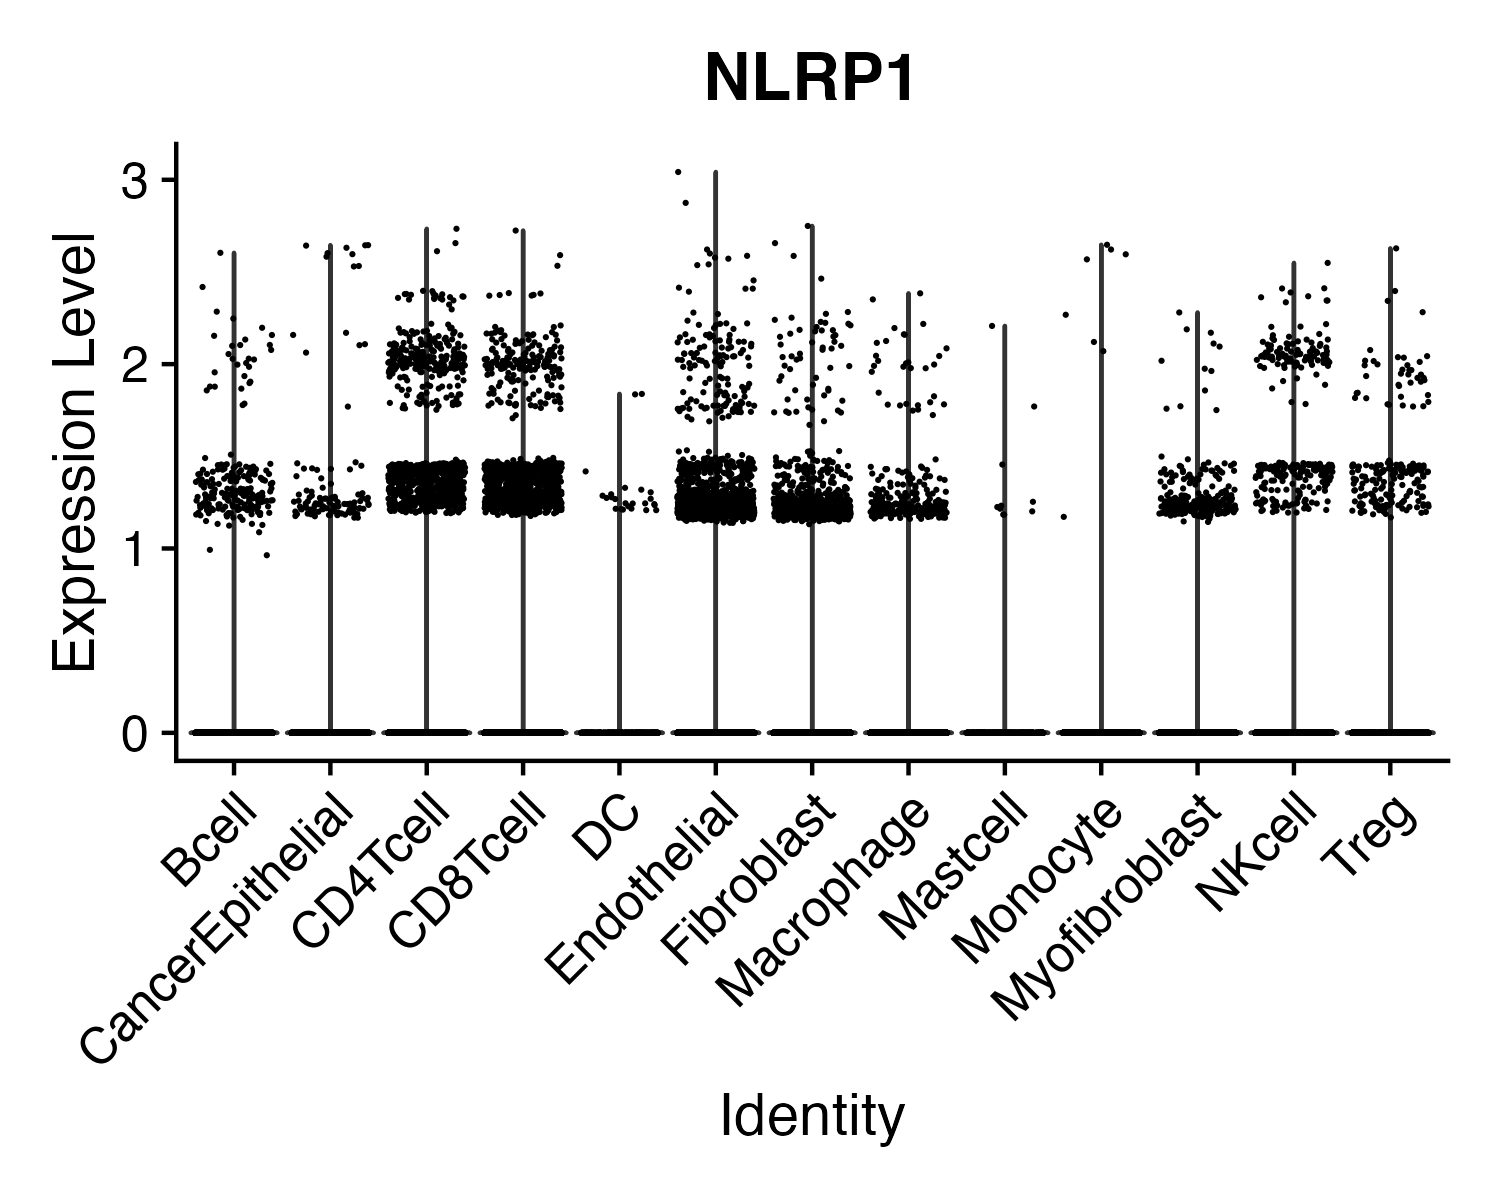 NLRP1
Expression Level
3
2
1
0
Bcell
CancerEpithelial
CD4Tcell
CD8Tcell
DC
Endothelial
Fibroblast
Macrophage
Mastcell
Monocyte
Myofibroblast
NKcell
Treg
Identity